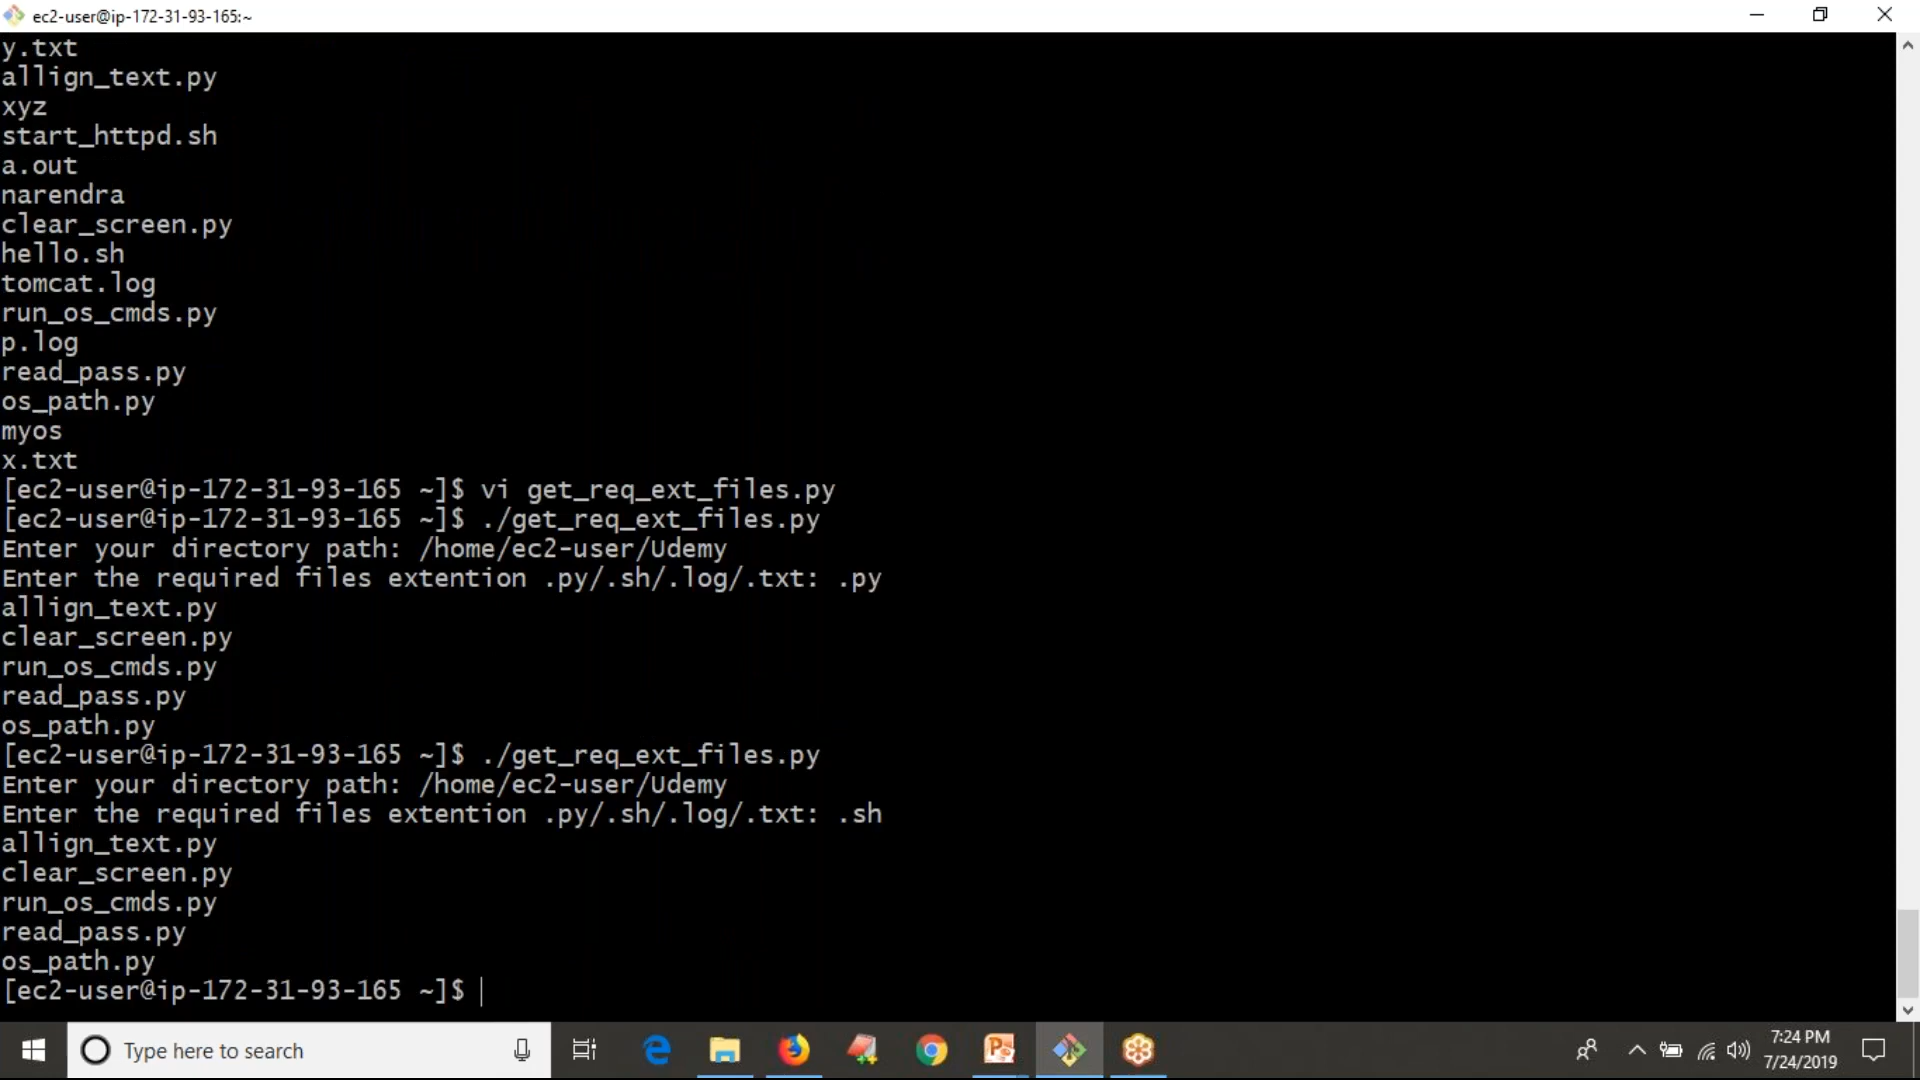 ec2-user@ip-172-31-93-165:~
y.txt
allign_text.py
xyz
start_httpd.sh
a.out
narendra
clear_screen.py
hello.sh
tomcat.log
run_os_cmds.py
p.log
read_pass.py
os_path.py
myos
x.txt
[ec2-user@ip-172-31-93-165 ~]$ vi get_req_ext_files.py
[ec2-user@ip-172-31-93-165 ~]$ ./get_req_ext_files.py
Enter your directory path: /home/ec2-user/Udemy
Enter the required files extention .py/.sh/.log/.txt: .py
allign_text.py
clear_screen.py
run_os_cmds.py
read_pass.py
os_path.py
[ec2-user@ip-172-31-93-165 ~]$ ./get_req_ext_files.py
Enter your directory path: /home/ec2-user/Udemy
Enter the required files extention .py/.sh/.log/.txt: .sh
allign_text.py
clear_screen.py
run_os_cmds.py
read_pass.py
os_path.py
[ec2-user@ip-172-31-93-165 ~]$
Type here to search
7:24 PM
7/24/2019